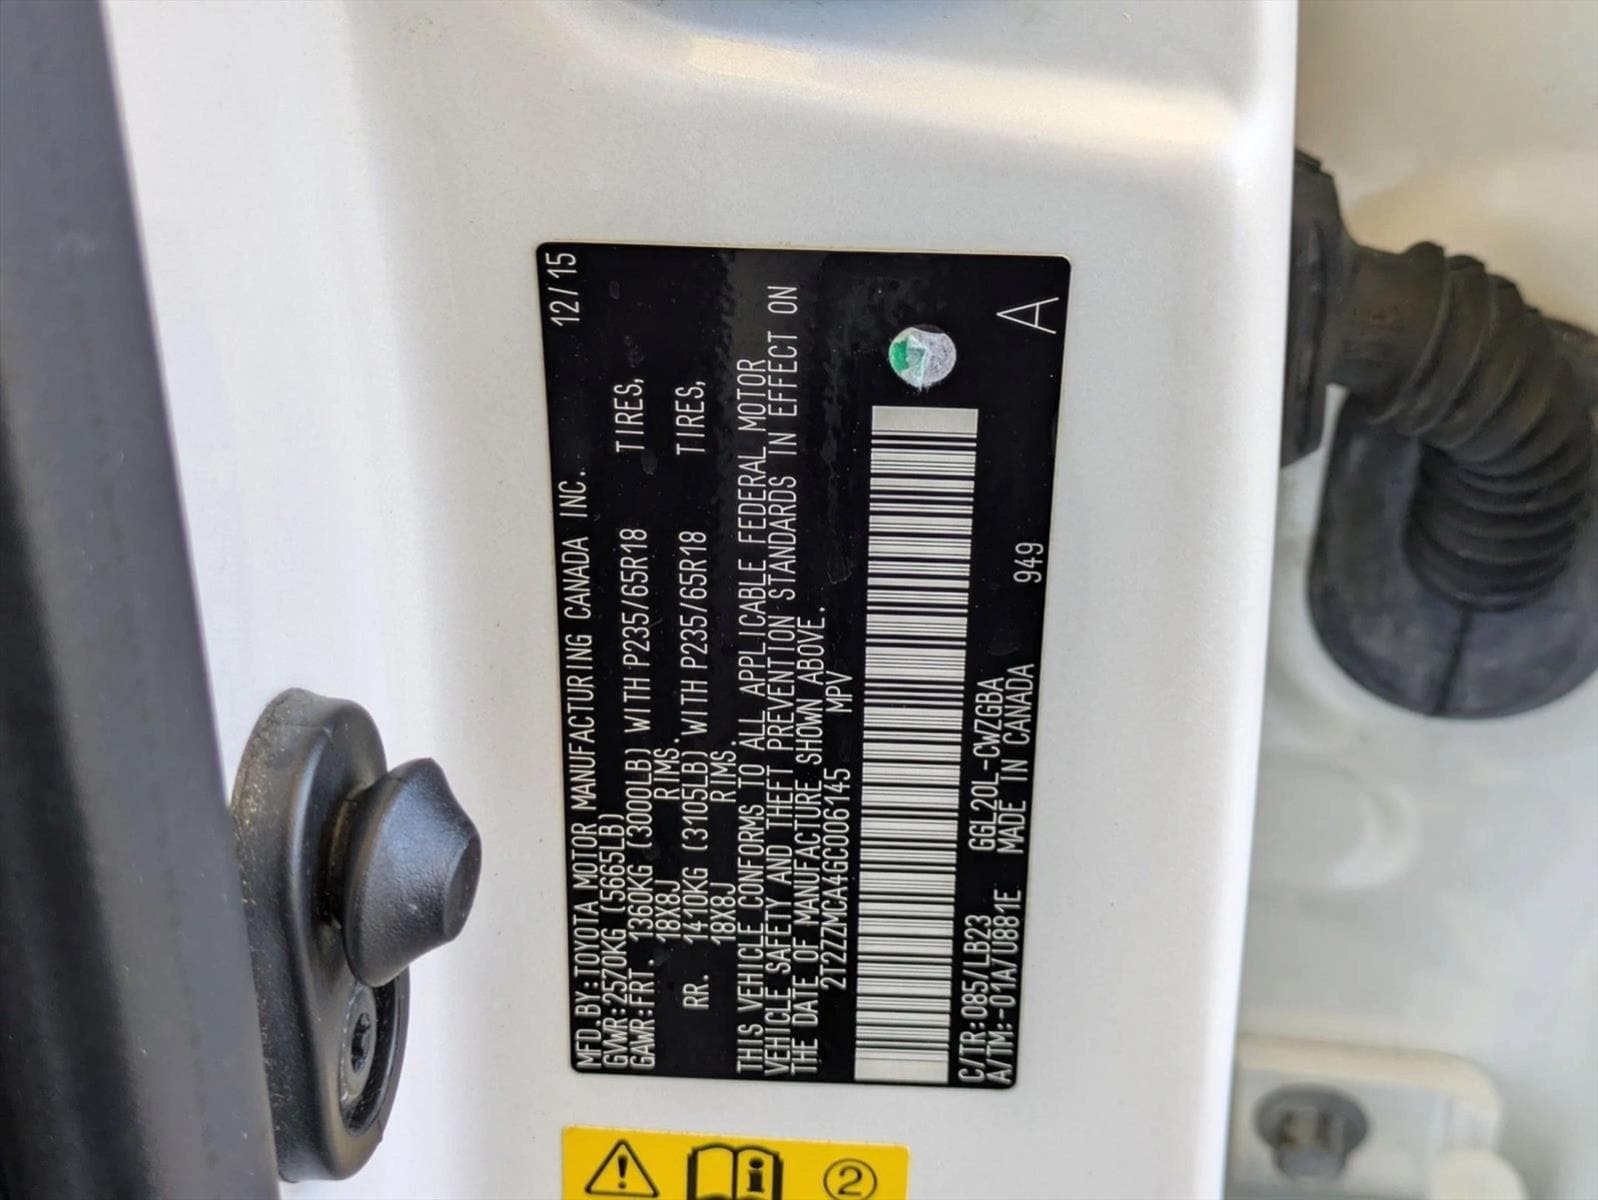 MFD.BY:TOYOTA MOTOR MANUFACTURING CANADA INC. 12/15
GVWR:2570KG (5665LB)
GAWR:FRT. 1360KG (3000LB) WITH P235/65R18 TIRES,
18X8J RIMS.
RR. 1410KG (3105LB) WITH P235/65R18 TIRES,
18X8J RIMS.
THIS VEHICLE CONFORMS TO ALL APPLICABLE FEDERAL MOTOR
VEHICLE SAFETY AND THEFT PREVENTION STANDARDS IN EFFECT ON
THE DATE OF MANUFACTURE SHOWN ABOVE.
2T2ZZMCA4GC006145 MPV
C/TR:085/LB23 GGL20L-CWZGBA A
A/TM:-01A/U881E MADE IN CANADA 949
2